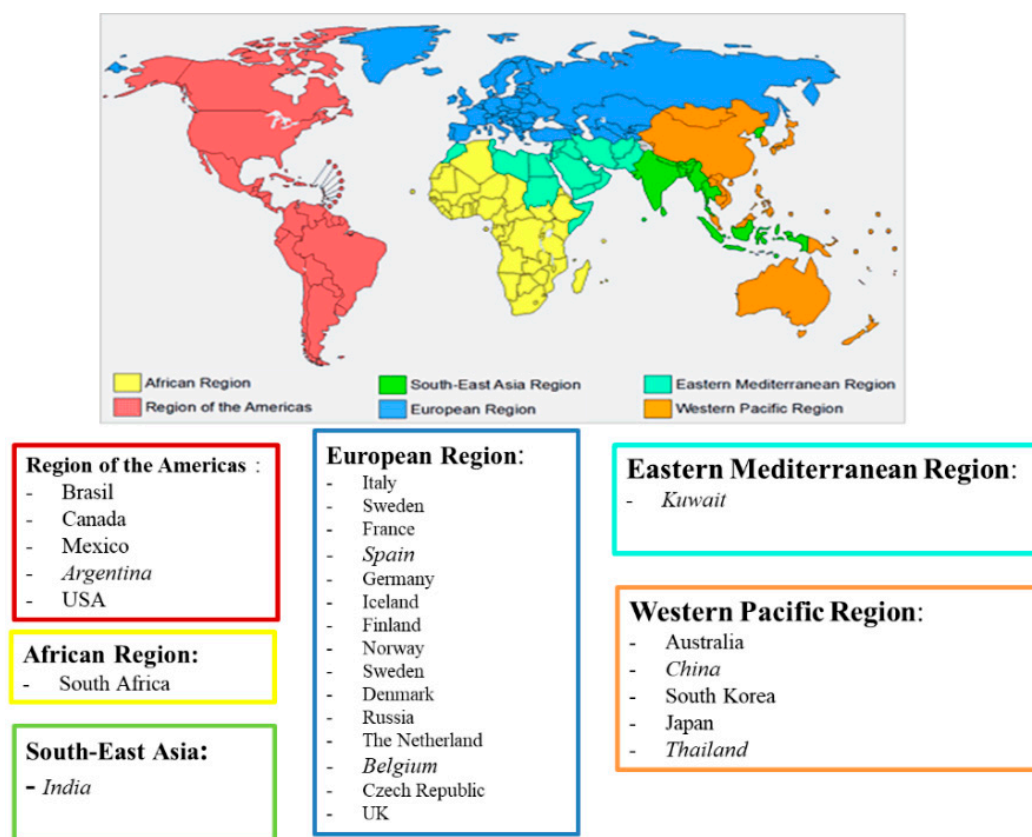 African Region
South-East Asia Region
Eastern Mediterranean Region
Region of the Americas
European Region
Western Pacific Region
Region of the Americas :
- Brasil
- Canada
- Mexico
- Argentina
- USA
African Region:
- South Africa
South-East Asia:
- India
European Region:
- Italy
- Sweden
- France
- Spain
- Germany
- Iceland
- Finland
- Norway
- Sweden
- Denmark
- Russia
- The Netherland
- Belgium
- Czech Republic
- UK
Eastern Mediterranean Region:
- Kuwait
Western Pacific Region:
- Australia
- China
- South Korea
- Japan
- Thailand